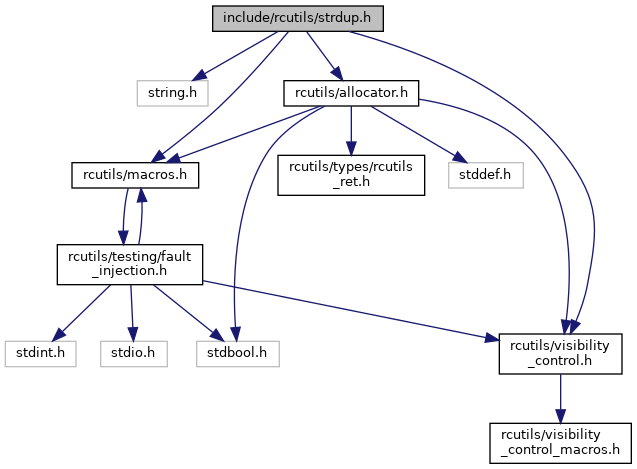 include/rcutils/strdup.h
string.h
rcutils/allocator.h
rcutils/macros.h
rcutils/types/rcutils
_ret.h
stddef.h
rcutils/testing/fault
_injection.h
stdint.h
stdio.h
stdbool.h
rcutils/visibility
_control.h
rcutils/visibility
_control_macros.h